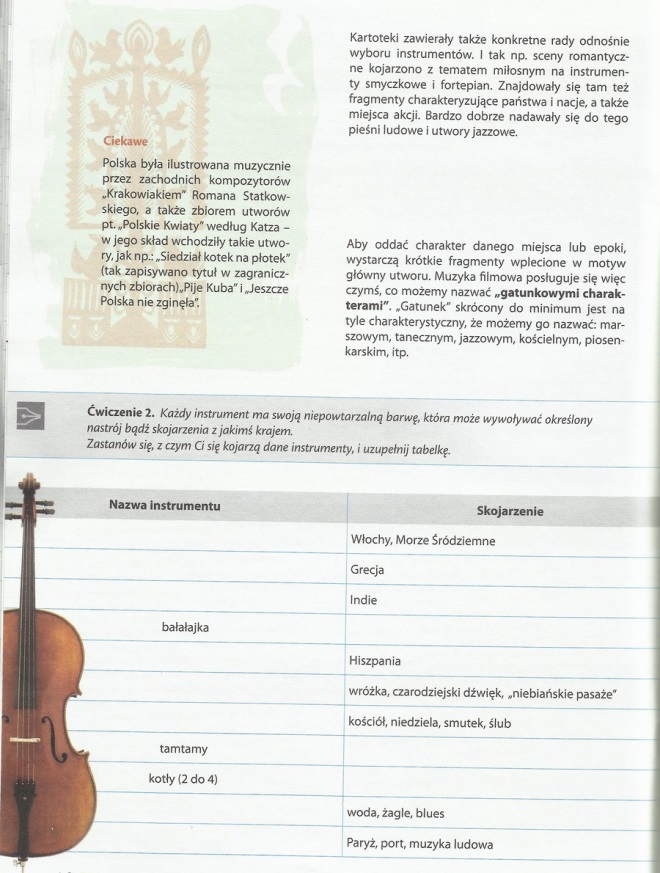 Kartoteki zawierały także konkretne rady odnośnie
wyboru instrumentów. I tak np. sceny romantycz-
ne kojarzono z tematem miłosnym na instrumen-
ty smyczkowe i fortepian. Znajdowały się tam też
fragmenty charakteryzujące państwa i nacje, a także
miejsca akcji. Bardzo dobrze nadawały się do tego
pieśni ludowe i utwory jazzowe.
Ciekawe
Polska była ilustrowana muzycznie
przez zachodnich kompozytorów
„Krakowiakiem” Romana Statkow-
skiego, a także zbiorem utworów
pt. „Polskie Kwiaty” według Katza –
w jego skład wchodziły takie utwo-
ry, jak np.: „Siedział kotek na płotek”
(tak zapisywano tytuł w zagranicz-
nych zbiorach) „Pije Kuba” i „Jeszcze
Polska nie zginęła”.
Aby oddać charakter danego miejsca lub epoki,
wystarczą krótkie fragmenty wplecione w motyw
główny utworu. Muzyka filmowa posługuje się więc
czymś, co możemy nazwać „gatunkowymi charak-
terami”. „Gatunek” skrócony do minimum jest na
tyle charakterystyczny, że możemy go nazwać: mar-
szowym, tanecznym, jazzowym, kościelnym, piosen-
karskim, itp.
Ćwiczenie 2. Każdy instrument ma swoją niepowtarzalną barwę, która może wywoływać określony
nastrój bądź skojarzenia z jakimś krajem.
Zastanów się, z czym Ci się kojarzą dane instrumenty, i uzupełnij tabelkę.
Nazwa instrumentu Skojarzenie
Włochy, Morze Śródziemne
Grecja
Indie
bałałajka
Hiszpania
wróżka, czarodziejski dźwięk, „niebiańskie pasaże”
kościół, niedziela, smutek, ślub
tamtamy
kotły (2 do 4)
woda, żagle, blues
Paryż, port, muzyka ludowa